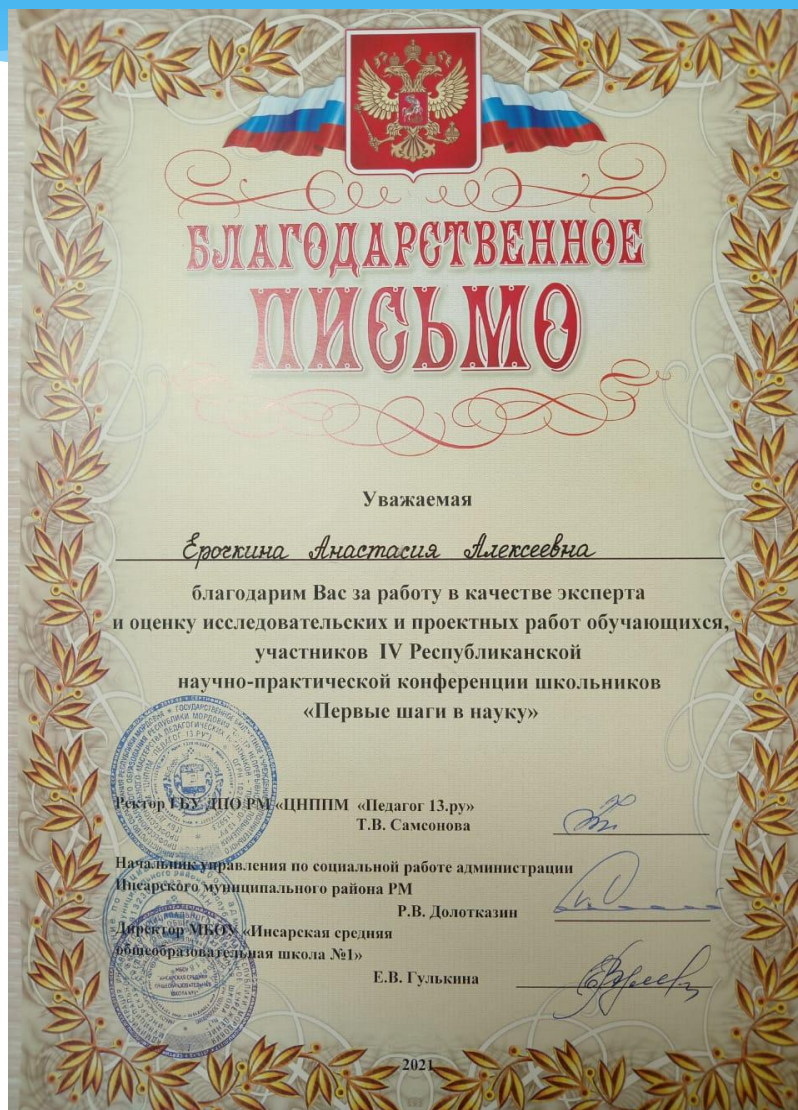 БЛАГОДАРСТВЕННОЕ
ПИСЬМО
Уважаемая
Ерочкина Анастасия Алексеевна
благодарим Вас за работу в качестве эксперта
и оценку исследовательских и проектных работ обучающихся,
участников IV Республиканской
научно-практической конференции школьников
«Первые шаги в науку»
Ректор ГБУ ДПО РМ «ЦНППМ «Педагог 13.ру»
Т.В. Самсонова
Начальник управления по социальной работе администрации
Инсарского муниципального района РМ
Р.В. Долотказин
Директор МБОУ «Инсарская средняя
общеобразовательная школа №1»
Е.В. Гулькина
2021